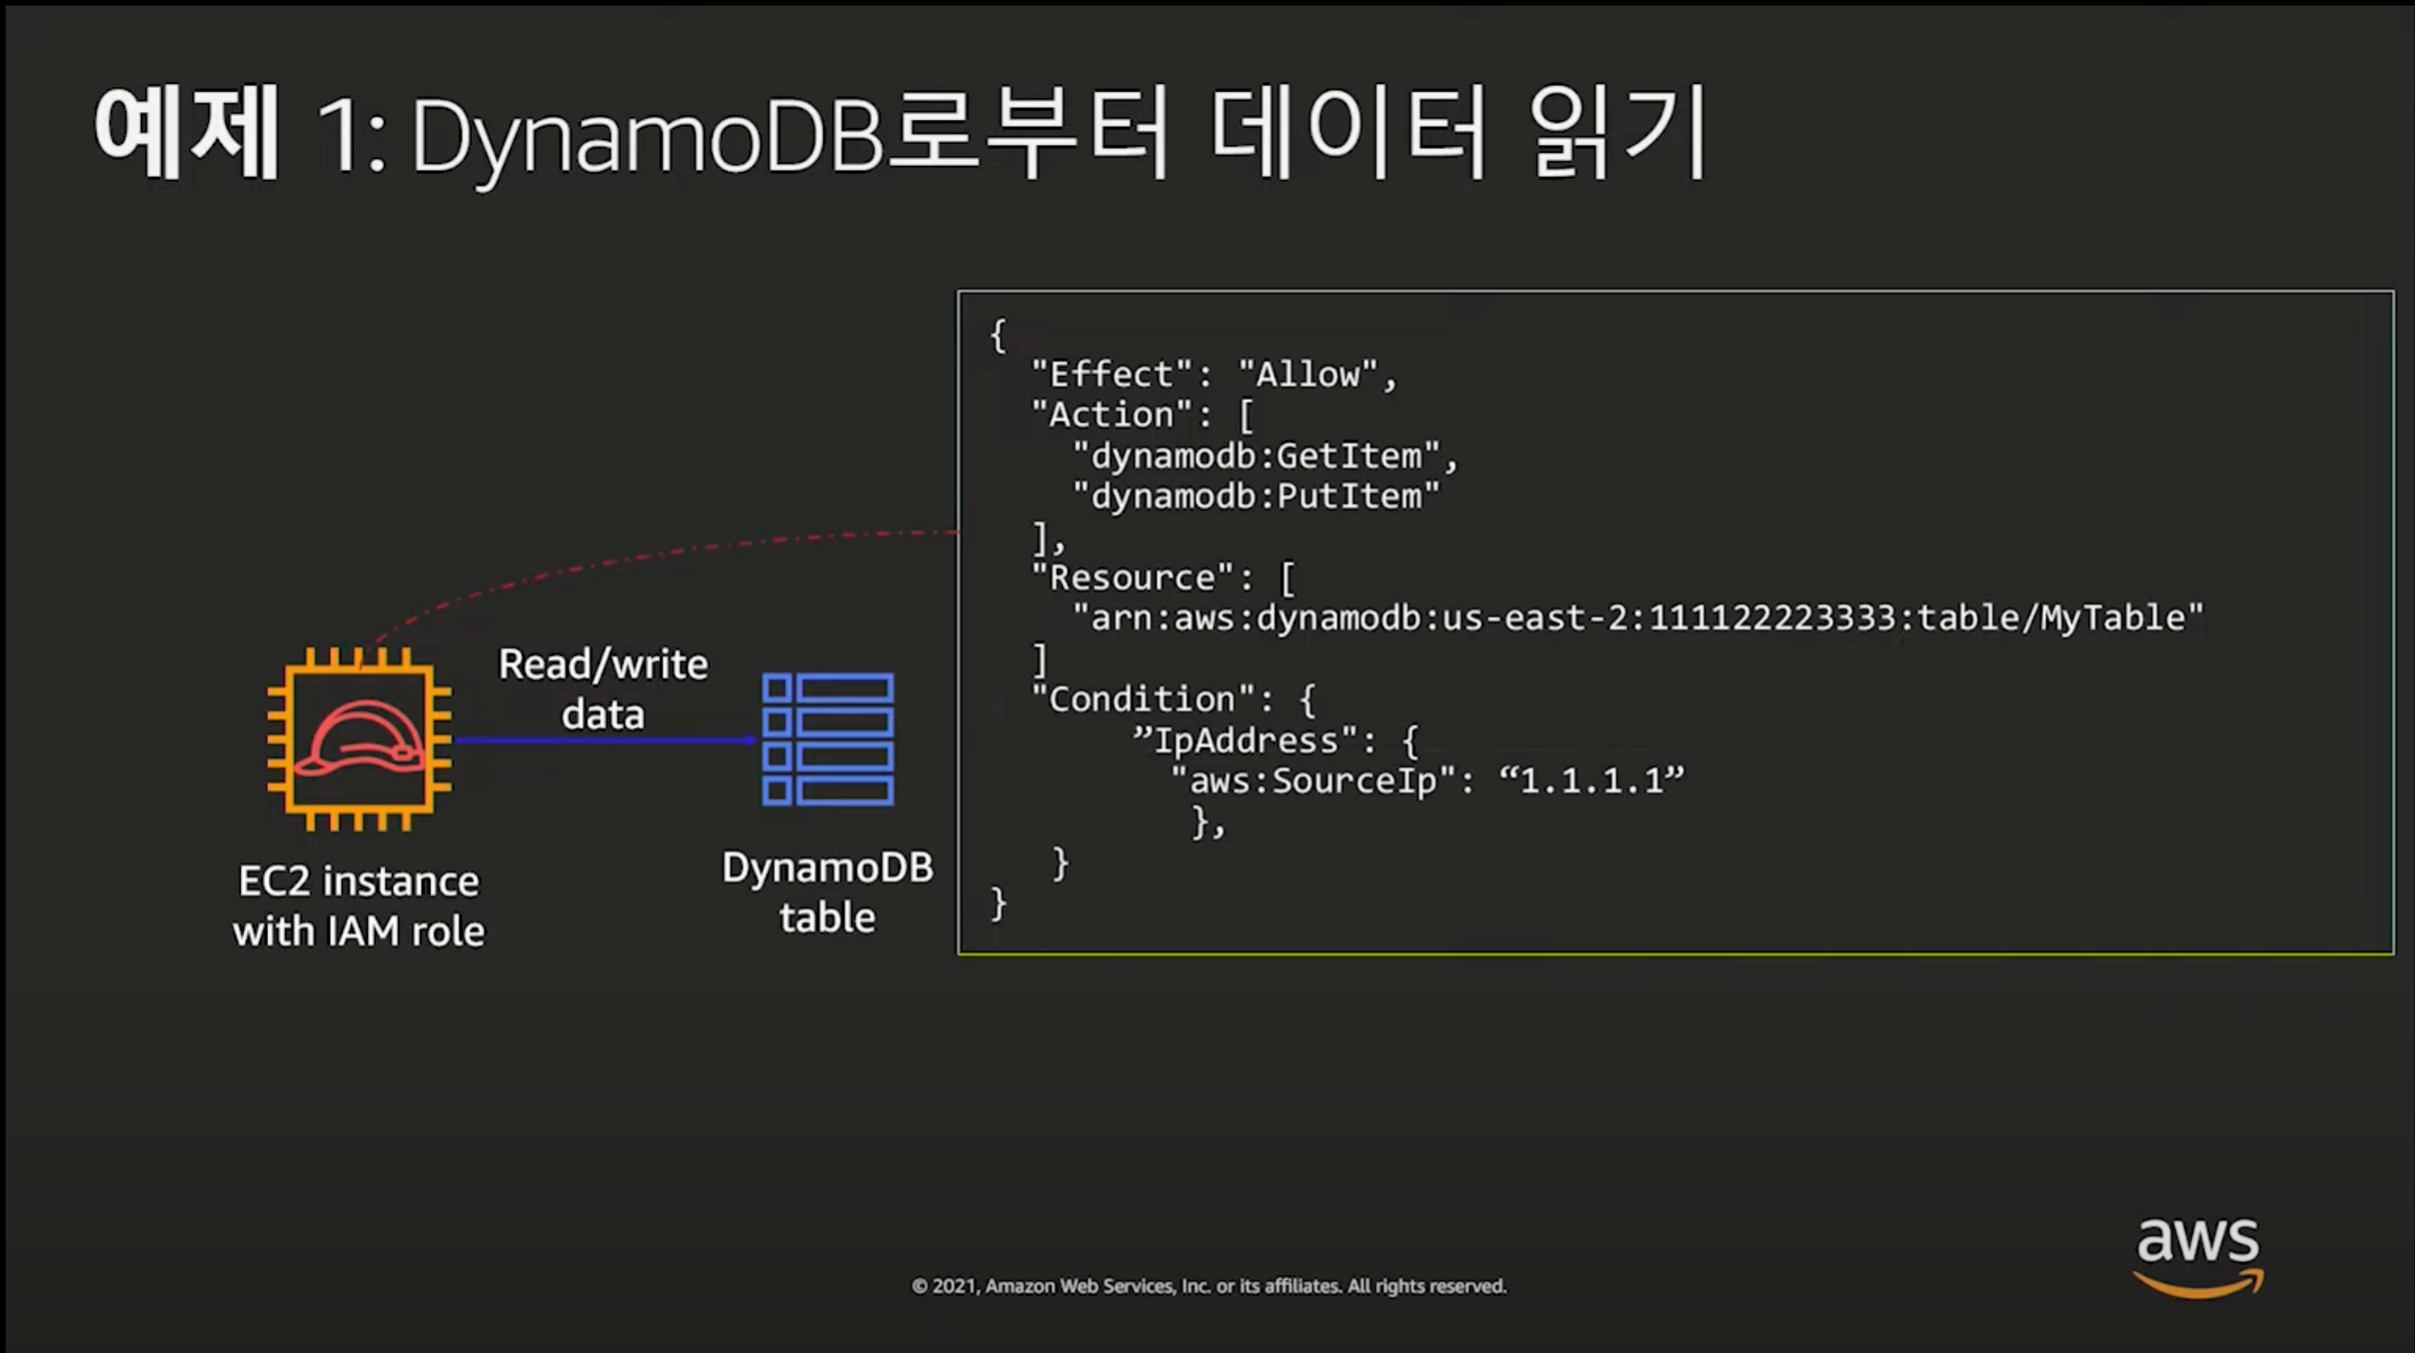 예제 1: DynamoDB로부터 데이터 읽기
{
"Effect": "Allow",
"Action": [
"dynamodb:GetItem",
"dynamodb:PutItem"
],
"Resource": [
"arn:aws:dynamodb:us-east-2:111122223333:table/MyTable"
]
"Condition": {
”IpAddress": {
"aws:SourceIp": “1.1.1.1”
},
}
}
Read/write
data
EC2 instance
with IAM role
DynamoDB
table
aws
© 2021, Amazon Web Services, Inc. or its affiliates. All rights reserved.